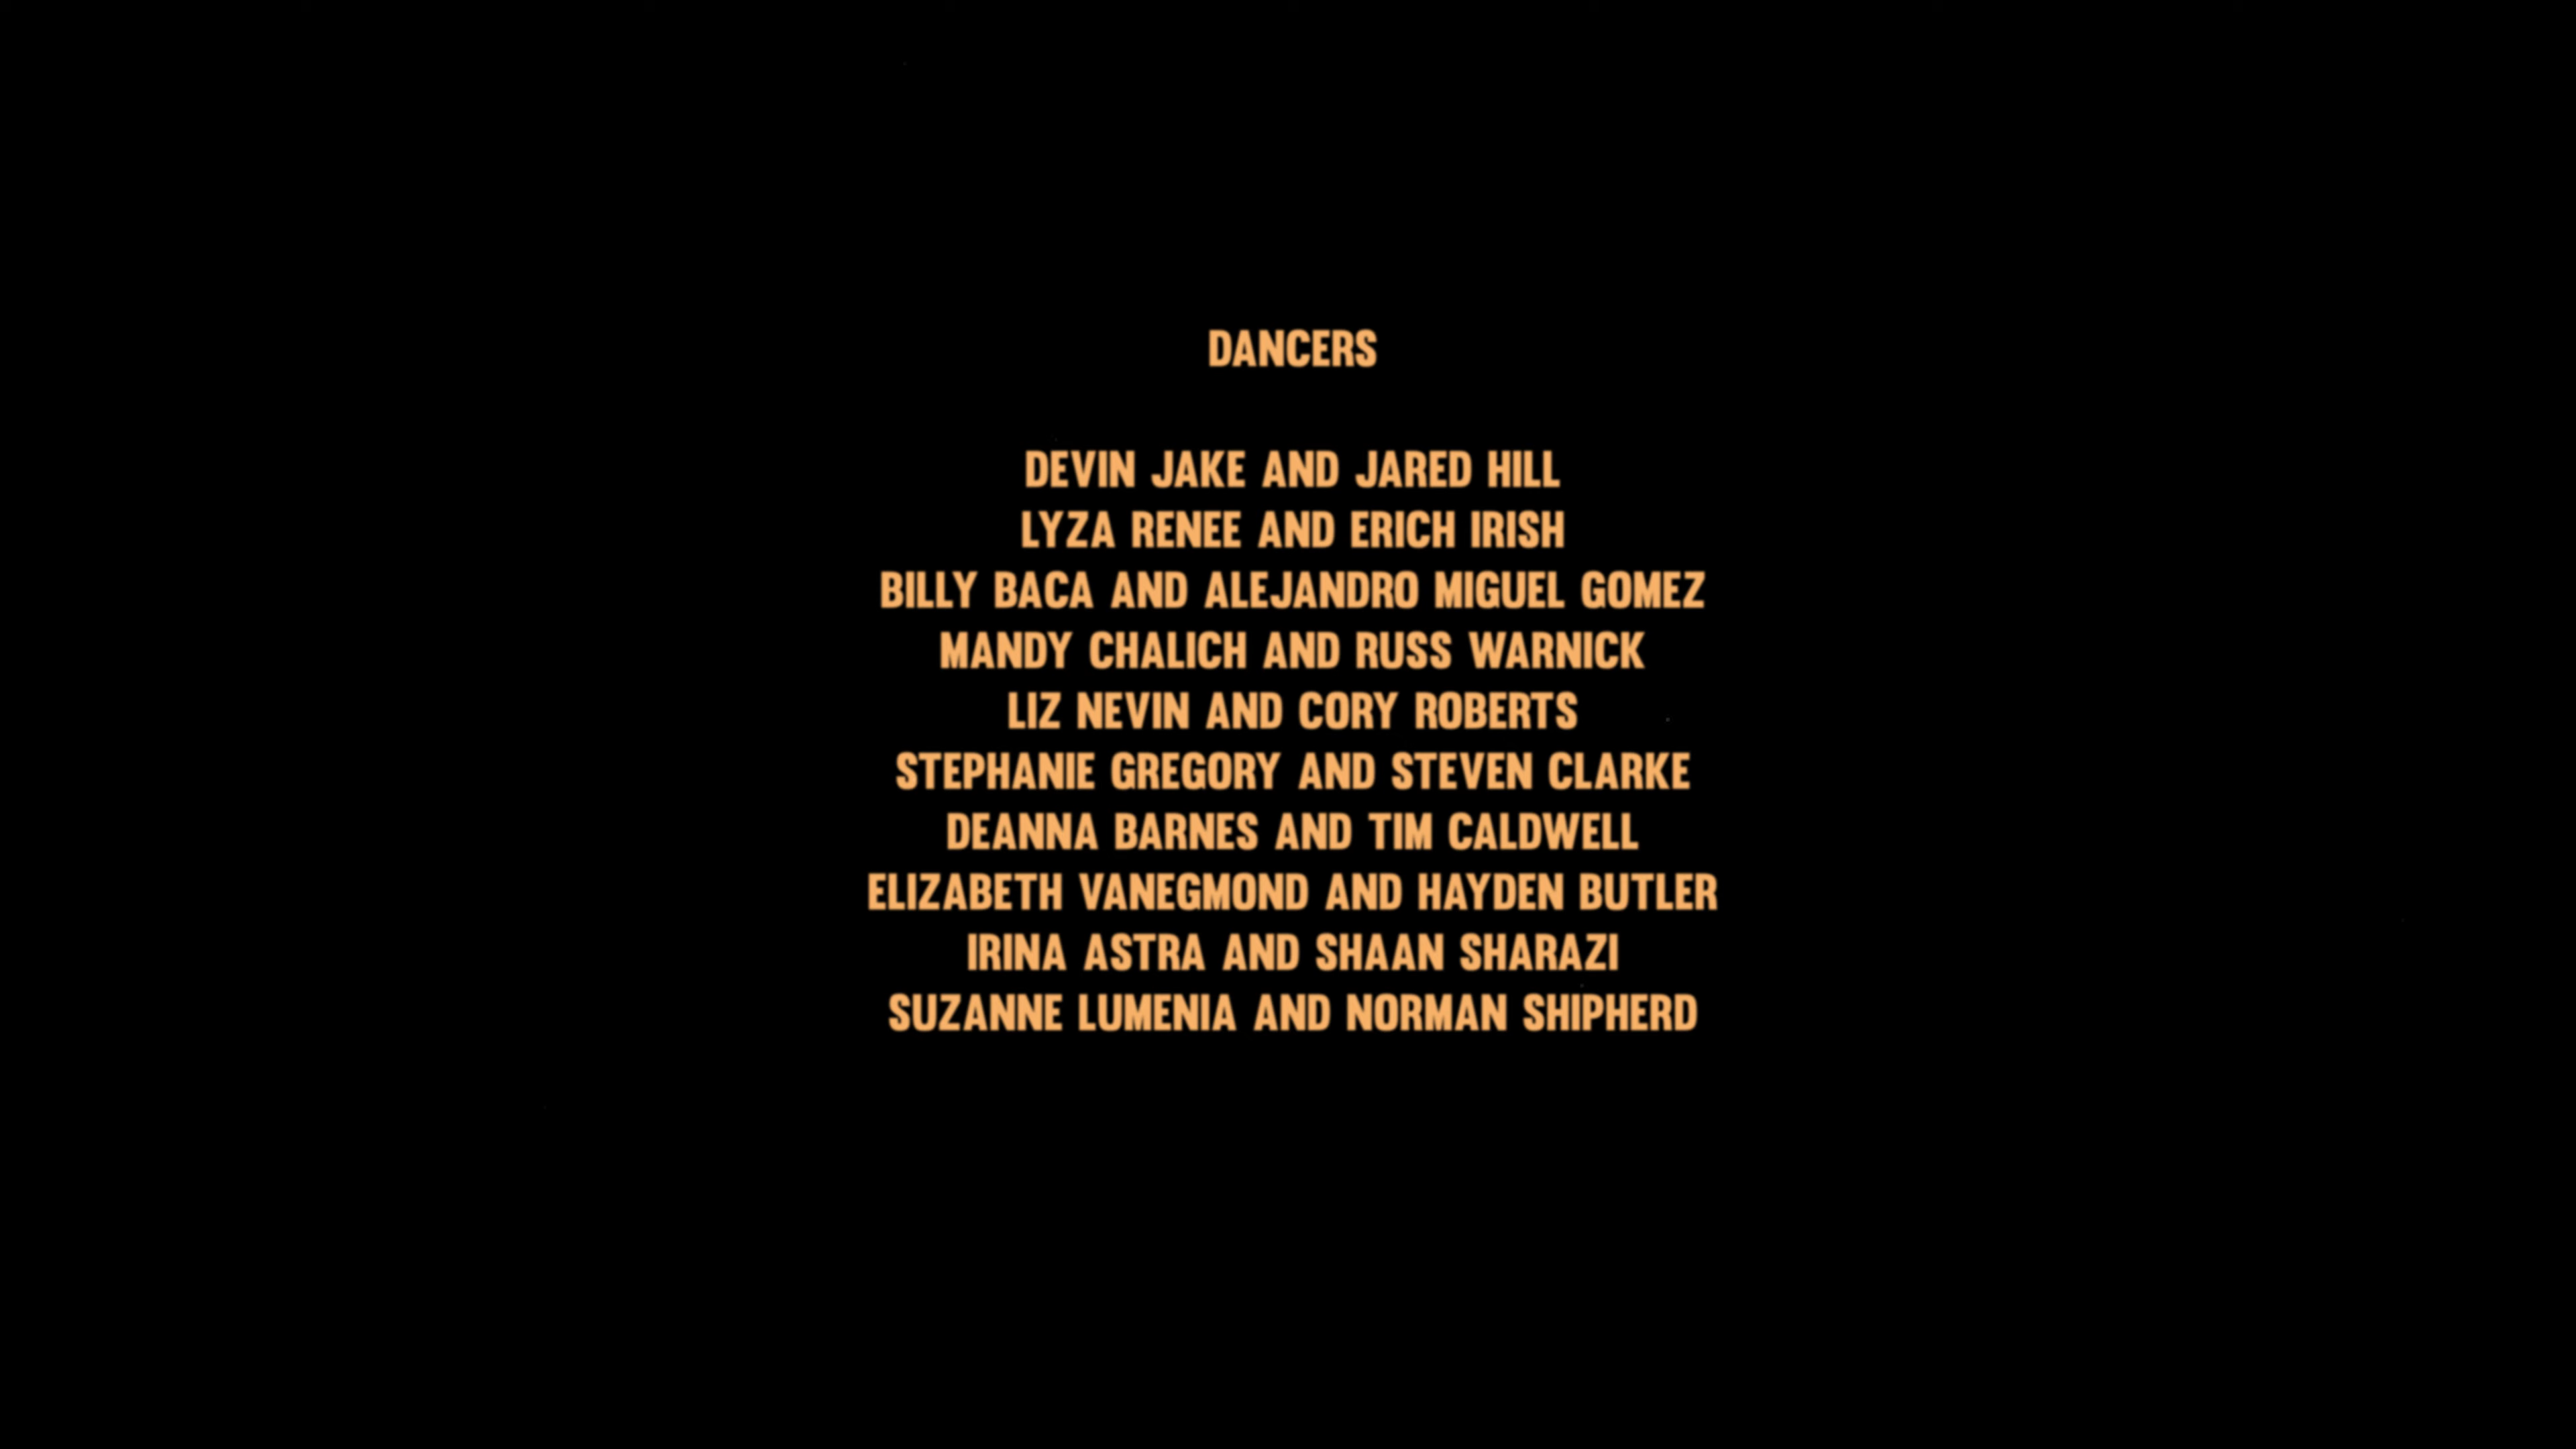 DANCERS
DEVIN JAKE AND JARED HILL
LYZA RENEE AND ERICH IRISH
BILLY BACA AND ALEJANDRO MIGUEL GOMEZ
MANDY CHALICH AND RUSS WARNICK
LIZ NEVIN AND CORY ROBERTS
STEPHANIE GREGORY AND STEVEN CLARKE
DEANNA BARNES AND TIM CALDWELL
ELIZABETH VANEGMOND AND HAYDEN BUTLER
IRINA ASTRA AND SHAAN SHARAZI
SUZANNE LUMENIA AND NORMAN SHIPHERD